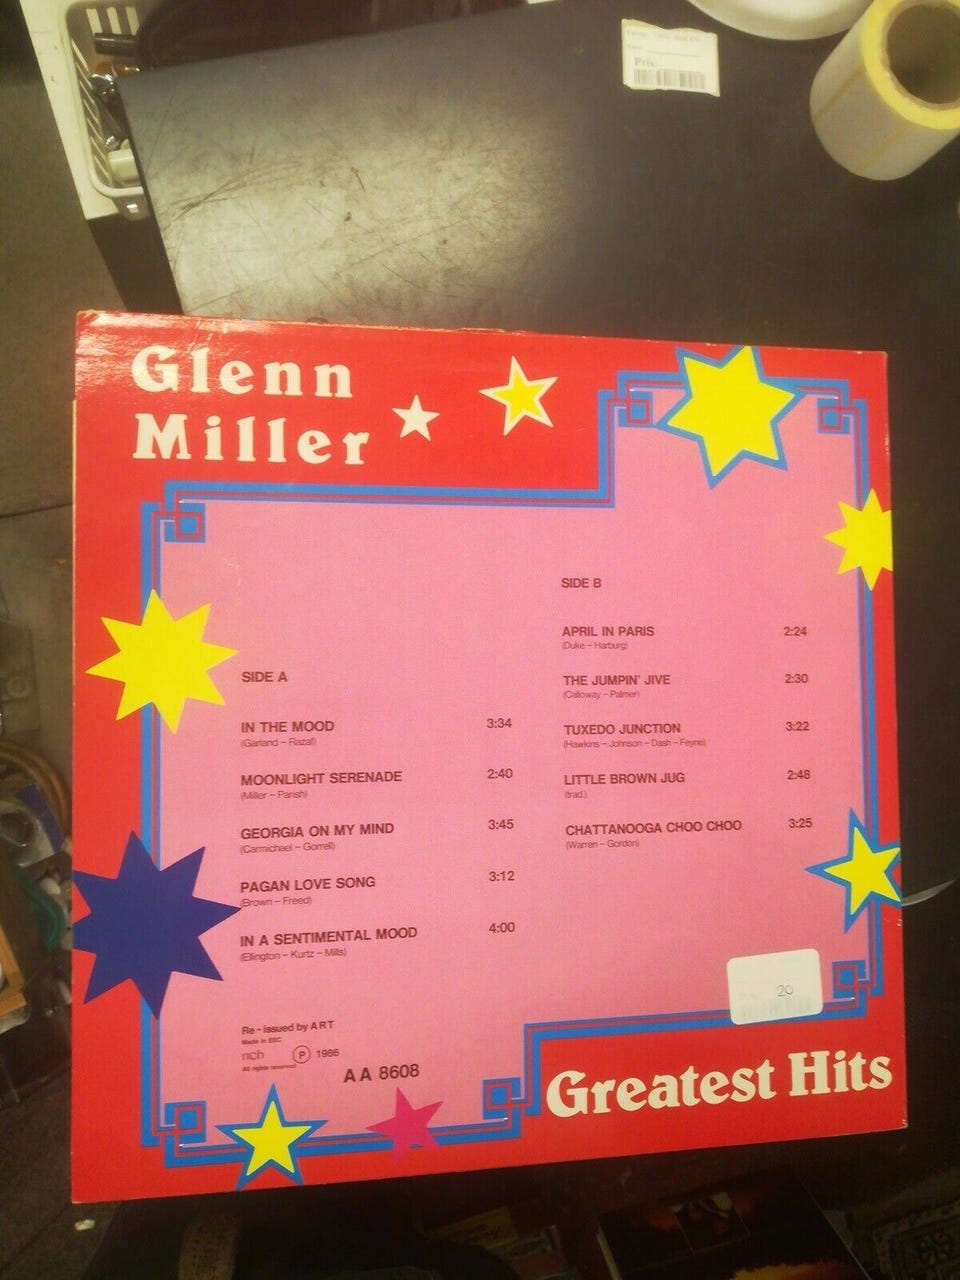 Pris:
Glenn
Miller
SIDE A
IN THE MOOD 3:34
(Garland – Razaf)
MOONLIGHT SERENADE 2:40
(Miller – Parish)
GEORGIA ON MY MIND 3:45
(Carmichael – Gorrell)
PAGAN LOVE SONG 3:12
(Brown – Freed)
IN A SENTIMENTAL MOOD 4:00
(Ellington – Kurtz – Mills)
SIDE B
APRIL IN PARIS 2:24
(Duke – Harburg)
THE JUMPIN' JIVE 2:30
(Calloway – Palmer)
TUXEDO JUNCTION 3:22
(Hawkins – Johnson – Dash – Feyne)
LITTLE BROWN JUG 2:48
(trad.)
CHATTANOOGA CHOO CHOO 3:25
(Warren – Gordon)
Re-issued by ART
Made in EEC
ncb P 1986
All rights reserved
AA 8608
20
Greatest Hits